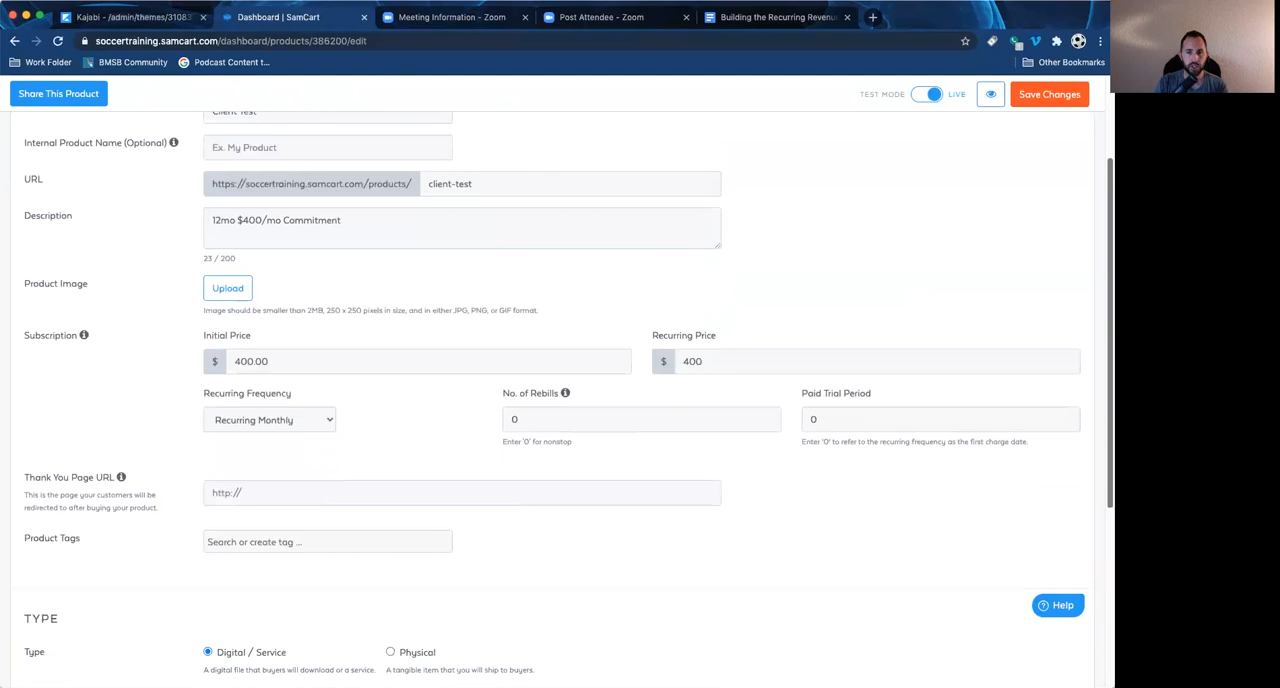 Kajabi - /admin/themes/31083
Dashboard | SamCart
Meeting Information - Zoom
Post Attendee - Zoom
Building the Recurring Revenu
soccertraining.samcart.com/dashboard/products/386200/edit
Work Folder
BMSB Community
Podcast Content t...
Other Bookmarks
Share This Product
TEST MODE
LIVE
Save Changes
Client Test
Internal Product Name (Optional)
Ex. My Product
URL
https://soccertraining.samcart.com/products/
client-test
Description
12mo $400/mo Commitment
23 / 200
Product Image
Upload
Image should be smaller than 2MB, 250 x 250 pixels in size, and in either JPG, PNG, or GIF format.
Subscription
Initial Price
Recurring Price
$ 400.00
$ 400
Recurring Frequency
No. of Rebills
Paid Trial Period
Recurring Monthly
0
0
Enter '0' for nonstop
Enter '0' to refer to the recurring frequency as the first charge date.
Thank You Page URL
http://
This is the page your customers will be
redirected to after buying your product.
Product Tags
Search or create tag ...
Help
TYPE
Type
Digital / Service
Physical
A digital file that buyers will download or a service.
A tangible item that you will ship to buyers.